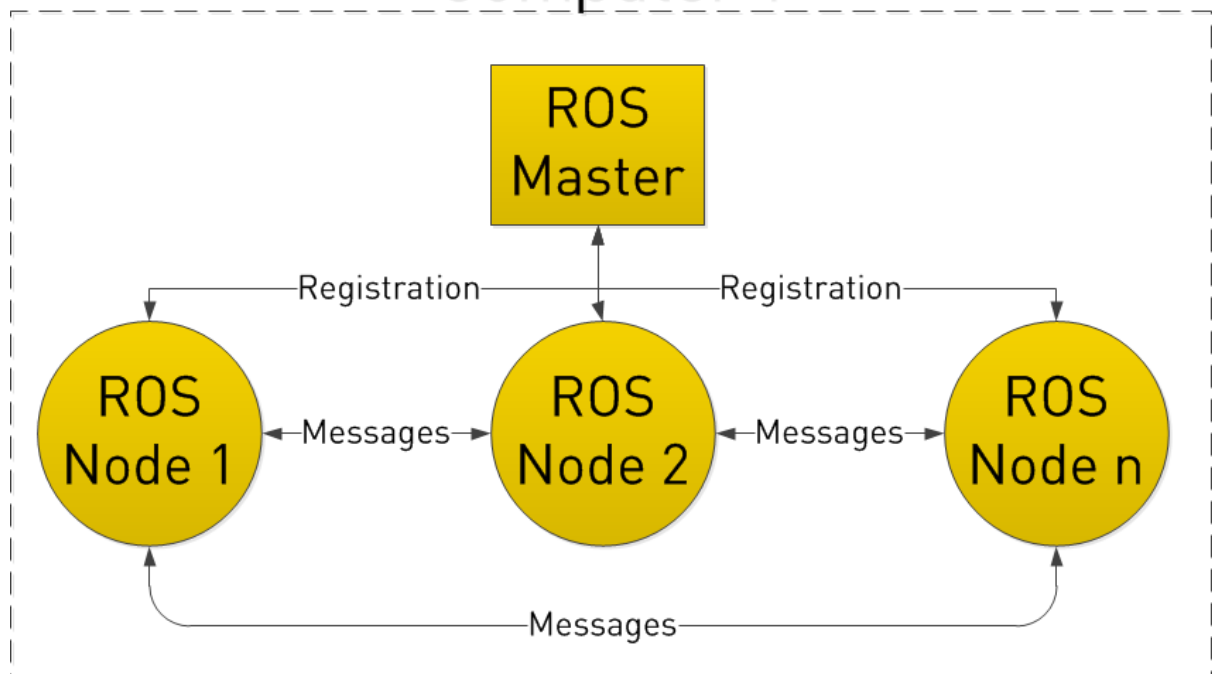 ROS
Master
Registration
Registration
ROS
Node 1
Messages
ROS
Node 2
Messages
ROS
Node n
Messages